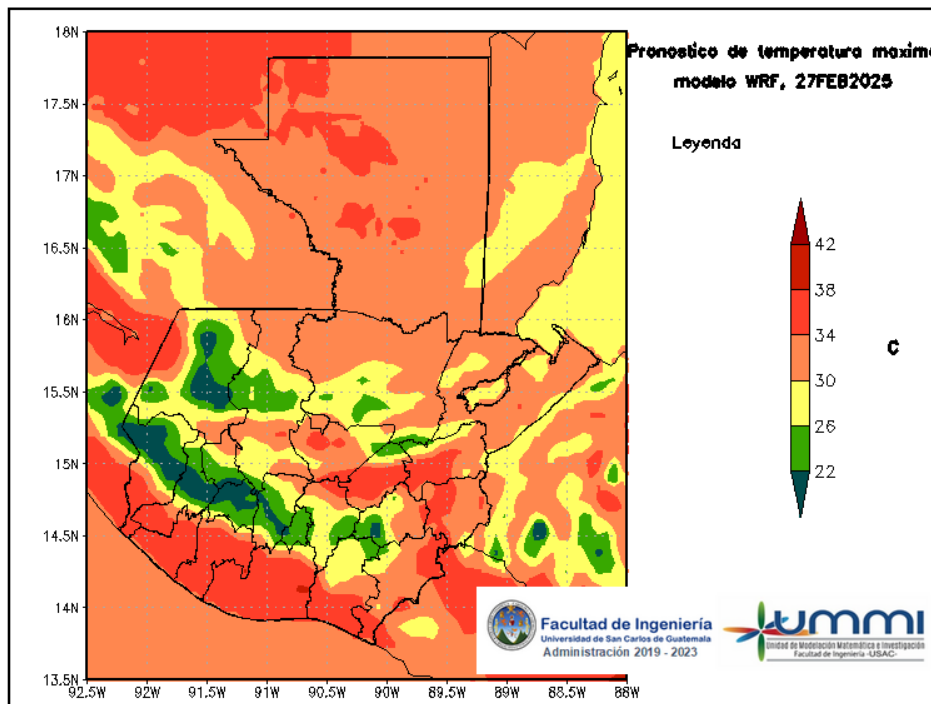 Pronostico de temperatura maxima
modelo WRF, 27FEB2025
Leyenda
42
38
34
30
26
22
C
18N
17.5N
17N
16.5N
16N
15.5N
15N
14.5N
14N
13.5N
92.5W
92W
91.5W
91W
90.5W
90W
89.5W
89W
88.5W
88W
Facultad de Ingeniería
Universidad de San Carlos de Guatemala
Administración 2019 - 2023
UMMI
Unidad de Modelación Matemática e Investigación
Facultad de Ingeniería -USAC-